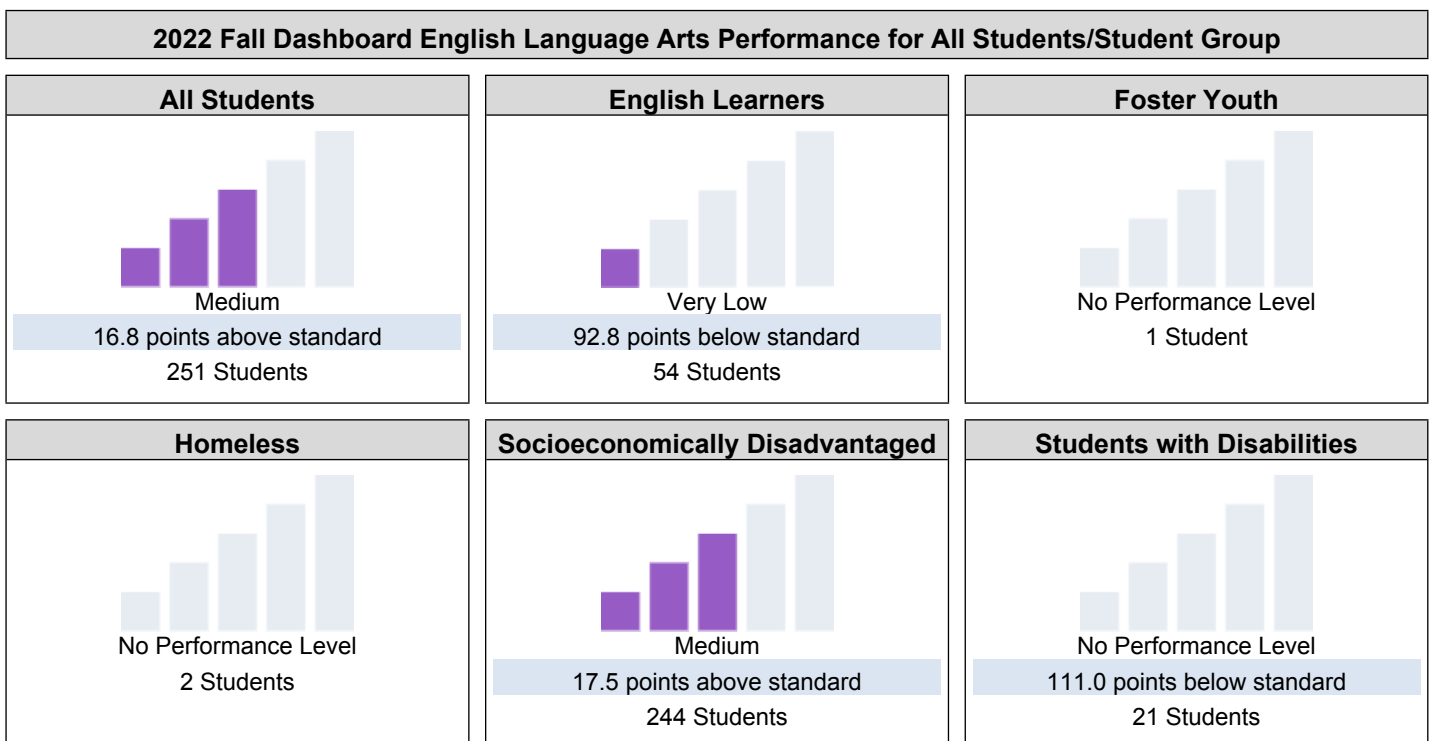 2022 Fall Dashboard English Language Arts Performance for All Students/Student Group
All Students
Medium
16.8 points above standard
251 Students
English Learners
Very Low
92.8 points below standard
54 Students
Foster Youth
No Performance Level
1 Student
Homeless
No Performance Level
2 Students
Socioeconomically Disadvantaged
Medium
17.5 points above standard
244 Students
Students with Disabilities
No Performance Level
111.0 points below standard
21 Students